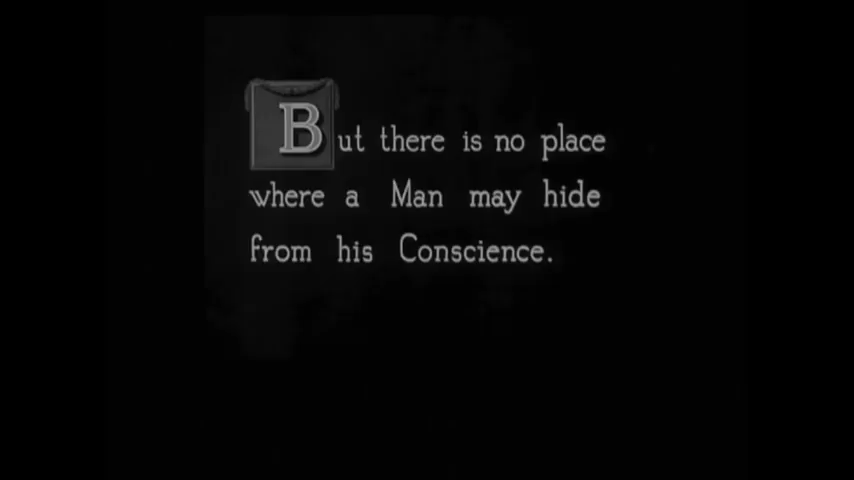 But there is no place
where a Man may hide
from his Conscience.